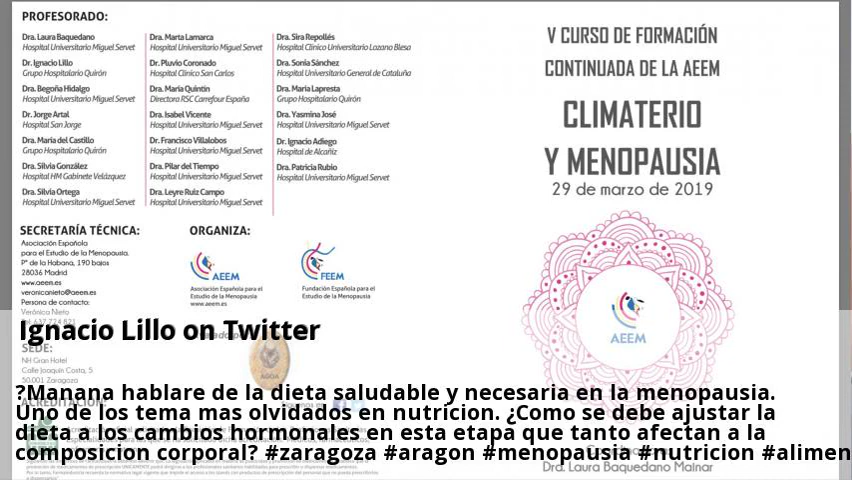 PROFESORADO:
Dra. Laura Baquedano
Hospital Universitario Miguel Servet
Dr. Ignacio Lillo
Grupo Hospitalario Quirón
Dra. Begoña Hidalgo
Hospital Universitario Miguel Servet
Dr. Jorge Artal
Hospital San Jorge
Dra. María del Castillo
Grupo Hospitalario Quirón
Dra. Silvia González
Hospital HM Gabinete Velázquez
Dra. Silvia Ortega
Hospital Universitario Miguel Servet
Dra. Marta Lamarca
Hospital Universitario Miguel Servet
Dr. Pluvio Coronado
Hospital Clínico San Carlos
Dra. María Quintín
Directora RSC Carrefour España
Dra. Isabel Vicente
Hospital Universitario Miguel Servet
Dr. Francisco Villalobos
Hospital Universitario Miguel Servet
Dra. Pilar del Tiempo
Hospital Universitario Miguel Servet
Dra. Leyre Ruiz Campo
Hospital Universitario Miguel Servet
Dra. Sira Repollés
Hospital Clínico Universitario Lozano Blesa
Dra. Sonia Sánchez
Hospital Universitario General de Cataluña
Dra. María Lapresta
Grupo Hospitalario Quirón
Dra. Yasmina José
Hospital Universitario Miguel Servet
Dr. Ignacio Adiego
Hospital de Alcañiz
Dra. Patricia Rubio
Hospital Universitario Miguel Servet
SECRETARÍA TÉCNICA:
Asociación Española
para el Estudio de la Menopausia.
Pº de la Habana, 190 bajos
28036 Madrid
www.aeem.es
veronicanieto@aeem.es
Persona de contacto:
Verónica Nieto
Tel. 637 724 821
SEDE:
NH Gran Hotel
Calle Joaquín Costa, 5
50.001 Zaragoza
ACREDITACIÓN:
ORGANIZA:
AEEM
Asociación Española para el
Estudio de la Menopausia
www.aeem.es
FEEM
Fundación Española para el
Estudio de la Menopausia
V CURSO DE FORMACIÓN
CONTINUADA DE LA AEEM
CLIMATERIO
Y MENOPAUSIA
29 de marzo de 2019
AEEM
Dra. Laura Baquedano Mainar
Ignacio Lillo on Twitter
?Manana hablare de la dieta saludable y necesaria en la menopausia.
Uno de los tema mas olvidados en nutricion. ¿Como se debe ajustar la
dieta a los cambios hormonales en esta etapa que tanto afectan a la
composicion corporal? #zaragoza #aragon #menopausia #nutricion #alimen